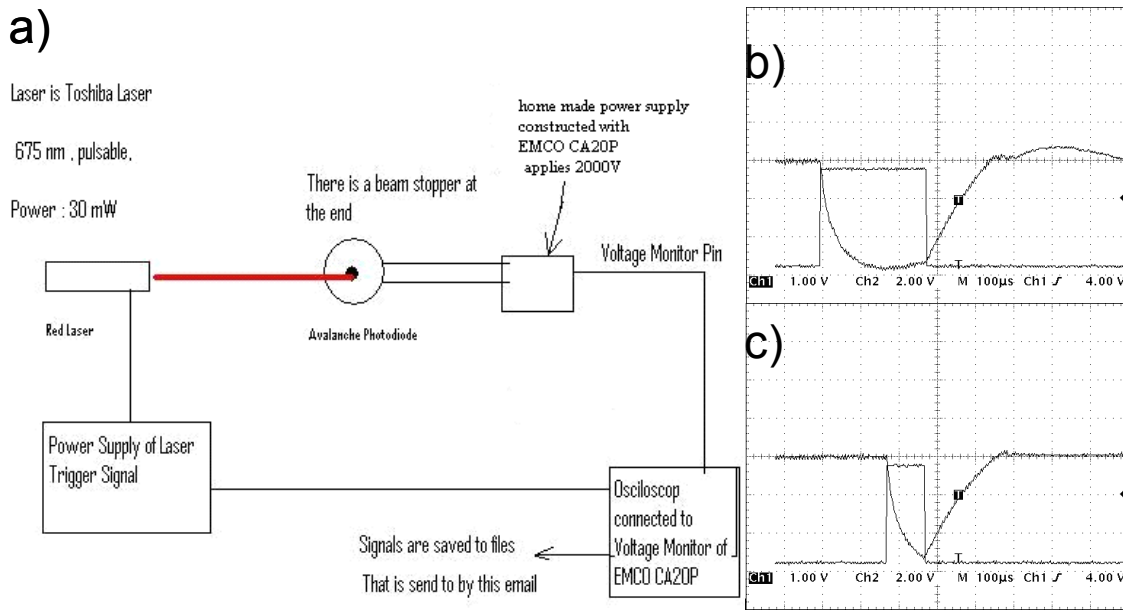 a)
Laser is Toshiba Laser
675 nm , pulsable,
Power : 30 mW
There is a beam stopper at
the end
home made power supply
constructed with
EMCO CA20P
applies 2000V
Voltage Monitor Pin
Red Laser
Avalanche Photodiode
Power Supply of Laser
Trigger Signal
Osciloscop
connected to
Voltage Monitor of
EMCO CA20P
Signals are saved to files
That is send to by this email
b)
T
T
Ch1 1.00 V Ch2 2.00 V M 100µs Ch1 ƒ 4.00 V
c)
T
T
Ch1 1.00 V Ch2 2.00 V M 100µs Ch1 ƒ 4.00 V